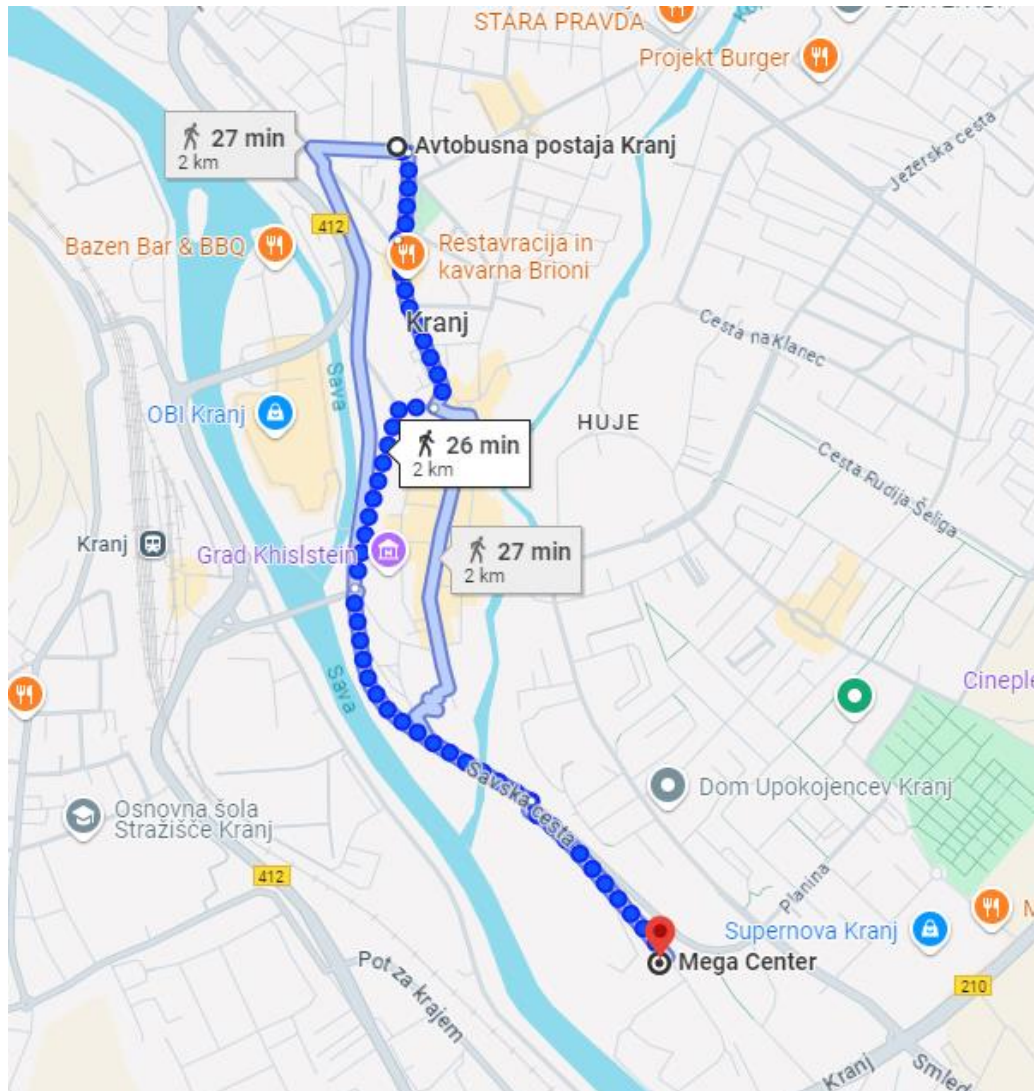 STARA PRAVDA
Projekt Burger
27 min
2 km
Avtobusna postaja Kranj
Jezerska cesta
412
Bazen Bar & BBQ
Restavracija in
kavarna Brioni
Kranj
Cesta na Klanec
Sava
OBI Kranj
HUJE
26 min
2 km
Cesta Rudija Šeliga
Kranj
Grad Khislstein
27 min
2 km
Sava
Cineple
Savska cesta
Dom Upokojencev Kranj
Osnovna šola
Stražišče Kranj
412
Planina
M
Supernova Kranj
Mega Center
Pot za krajem
210
Kranj
Smled